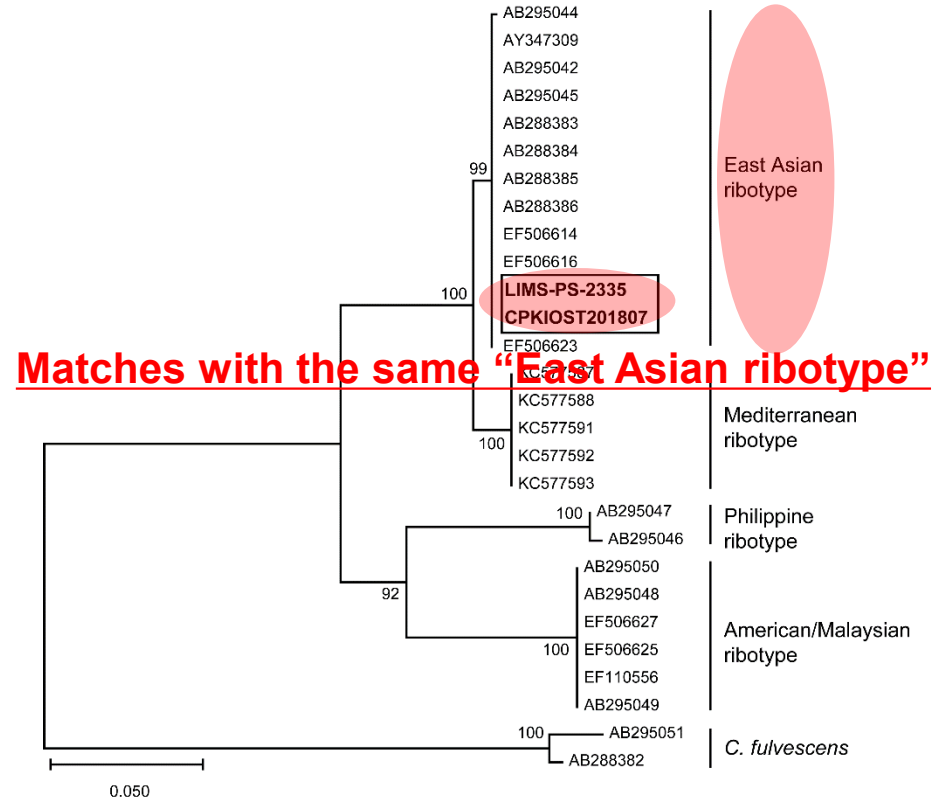 AB295044
AY347309
AB295042
AB295045
AB288383
AB288384
99
AB288385
East Asian
ribotype
AB288386
EF506614
EF506616
100
LIMS-PS-2335
CPKIOST201807
EF506623
Matches with the same “East Asian ribotype”
KC577587
KC577588
KC577591
100
KC577592
KC577593
Mediterranean
ribotype
100
AB295047
AB295046
Philippine
ribotype
92
AB295050
AB295048
EF506627
100
EF506625
EF110556
AB295049
American/Malaysian
ribotype
100
AB295051
AB288382
C. fulvescens
0.050